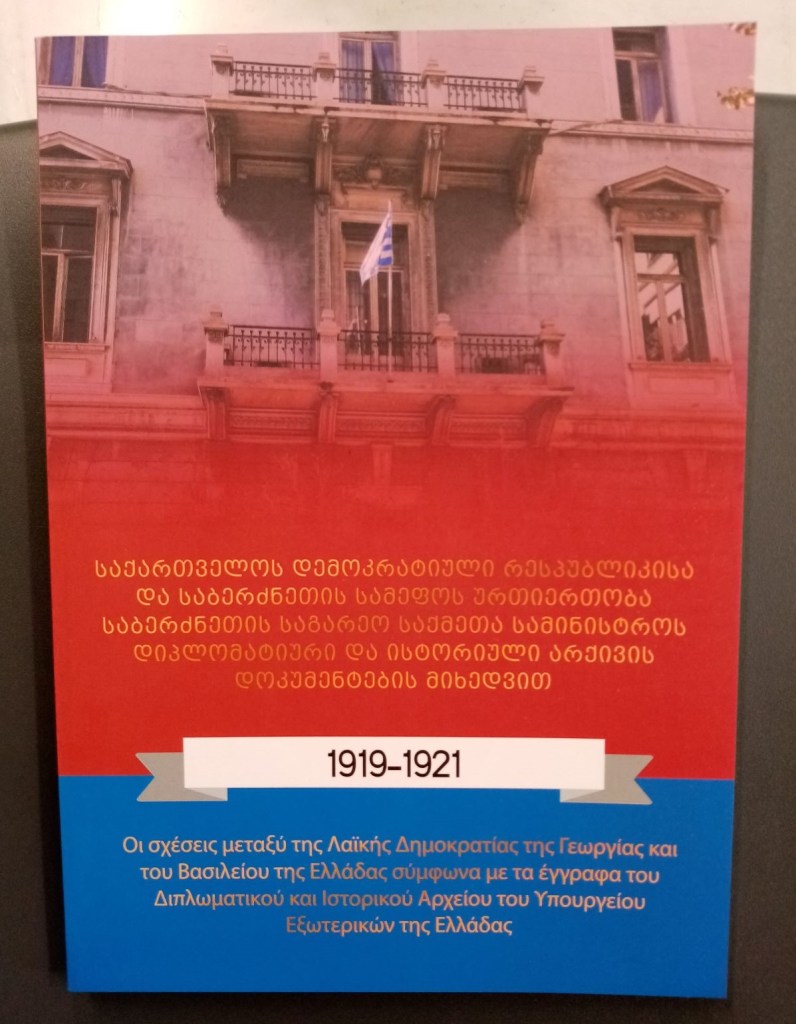 საქართველოს დემოკრატიული რესპუბლიკისა
და საბერძნეთის სამეფოს ურთიერთობა
საბერძნეთის საგარეო საქმეთა სამინისტროს
დიპლომატიური და ისტორიული არქივის
დოკუმენტების მიხედვით
1919-1921
Οι σχέσεις μεταξύ της Λαϊκής Δημοκρατίας της Γεωργίας και
του Βασιλείου της Ελλάδας σύμφωνα με τα έγγραφα του
Διπλωματικού και Ιστορικού Αρχείου του Υπουργείου
Εξωτερικών της Ελλάδας